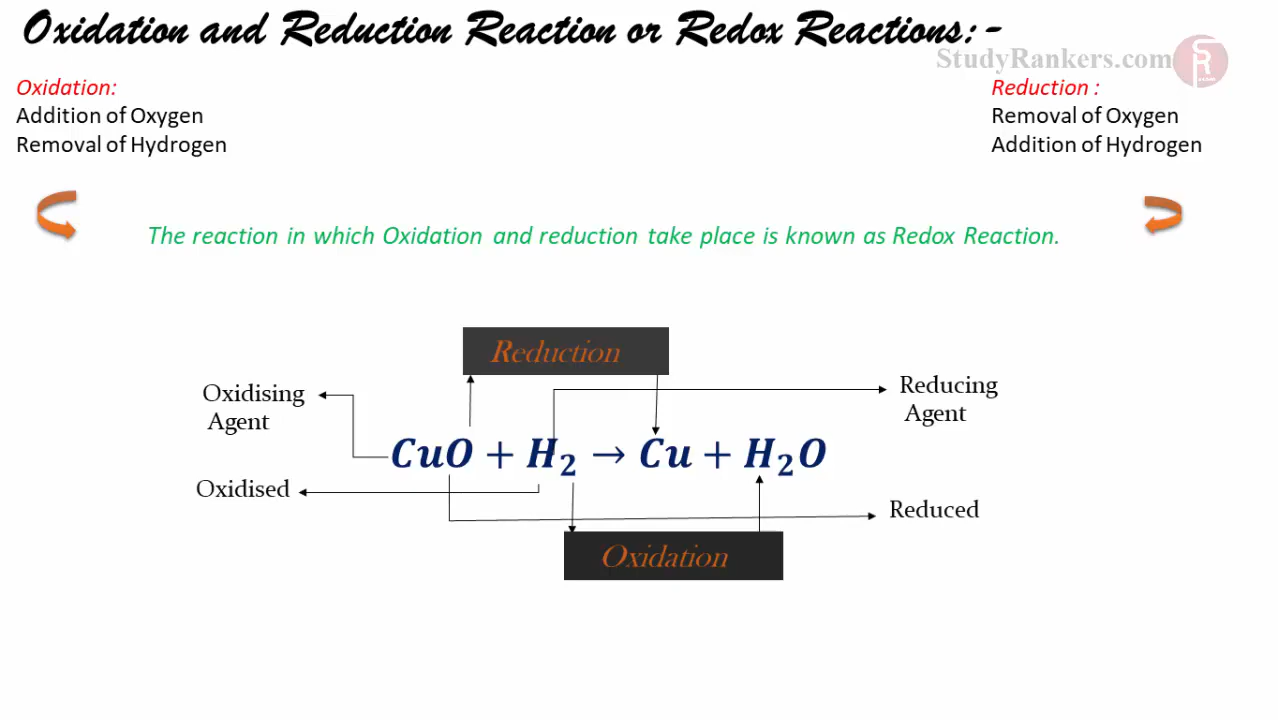 Oxidation and Reduction Reaction or Redox Reactions:-
StudyRankers.com
Oxidation:
Addition of Oxygen
Removal of Hydrogen
Reduction :
Removal of Oxygen
Addition of Hydrogen
The reaction in which Oxidation and reduction take place is known as Redox Reaction.
Reduction
Oxidising
Agent
Reducing
Agent
CuO + H₂ → Cu + H₂O
Oxidised
Reduced
Oxidation